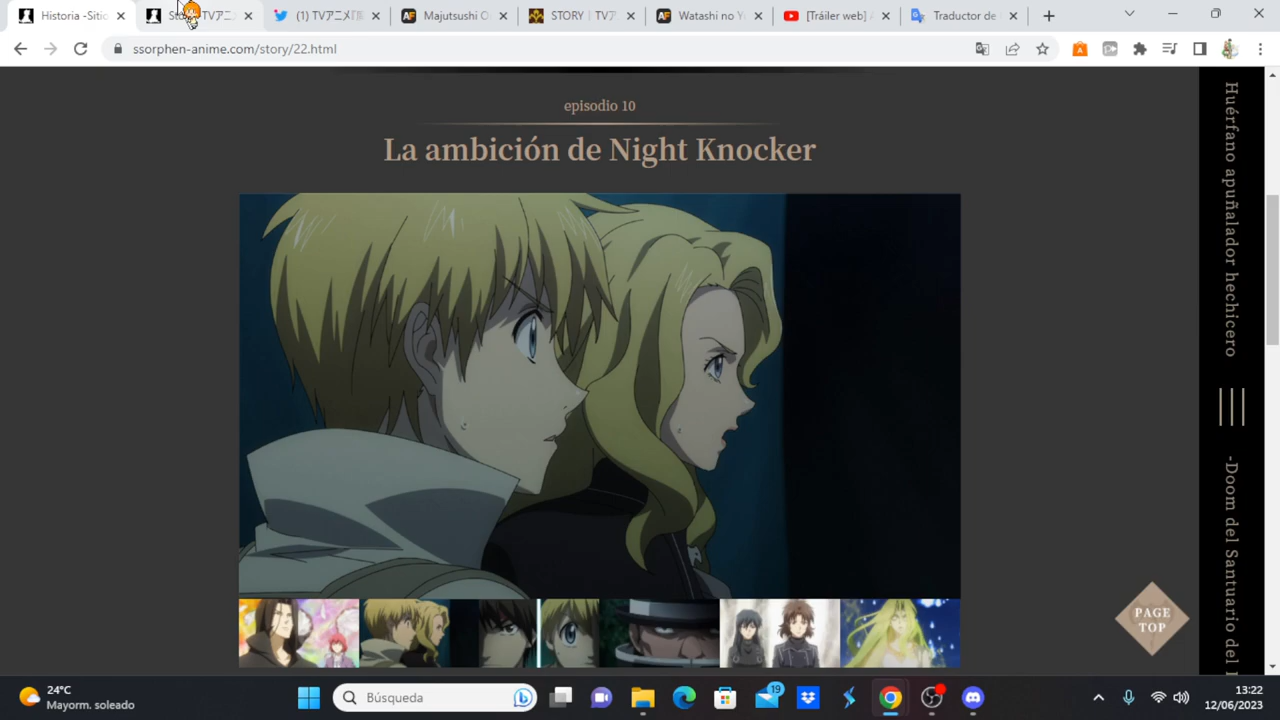 Historia -Sitio
Story | TVアニメ
(1) TVアニメ『
Majutsushi O
STORY | TVア
Watashi no Y
[Tráiler web] A
Traductor de
ssorphen-anime.com/story/22.html
episodio 10
La ambición de Night Knocker
Huérfano apuñalador hechicero
-Doom del Santuario del
PAGE
TOP
24°C
Mayorm. soleado
Búsqueda
19
13:22
12/06/2023